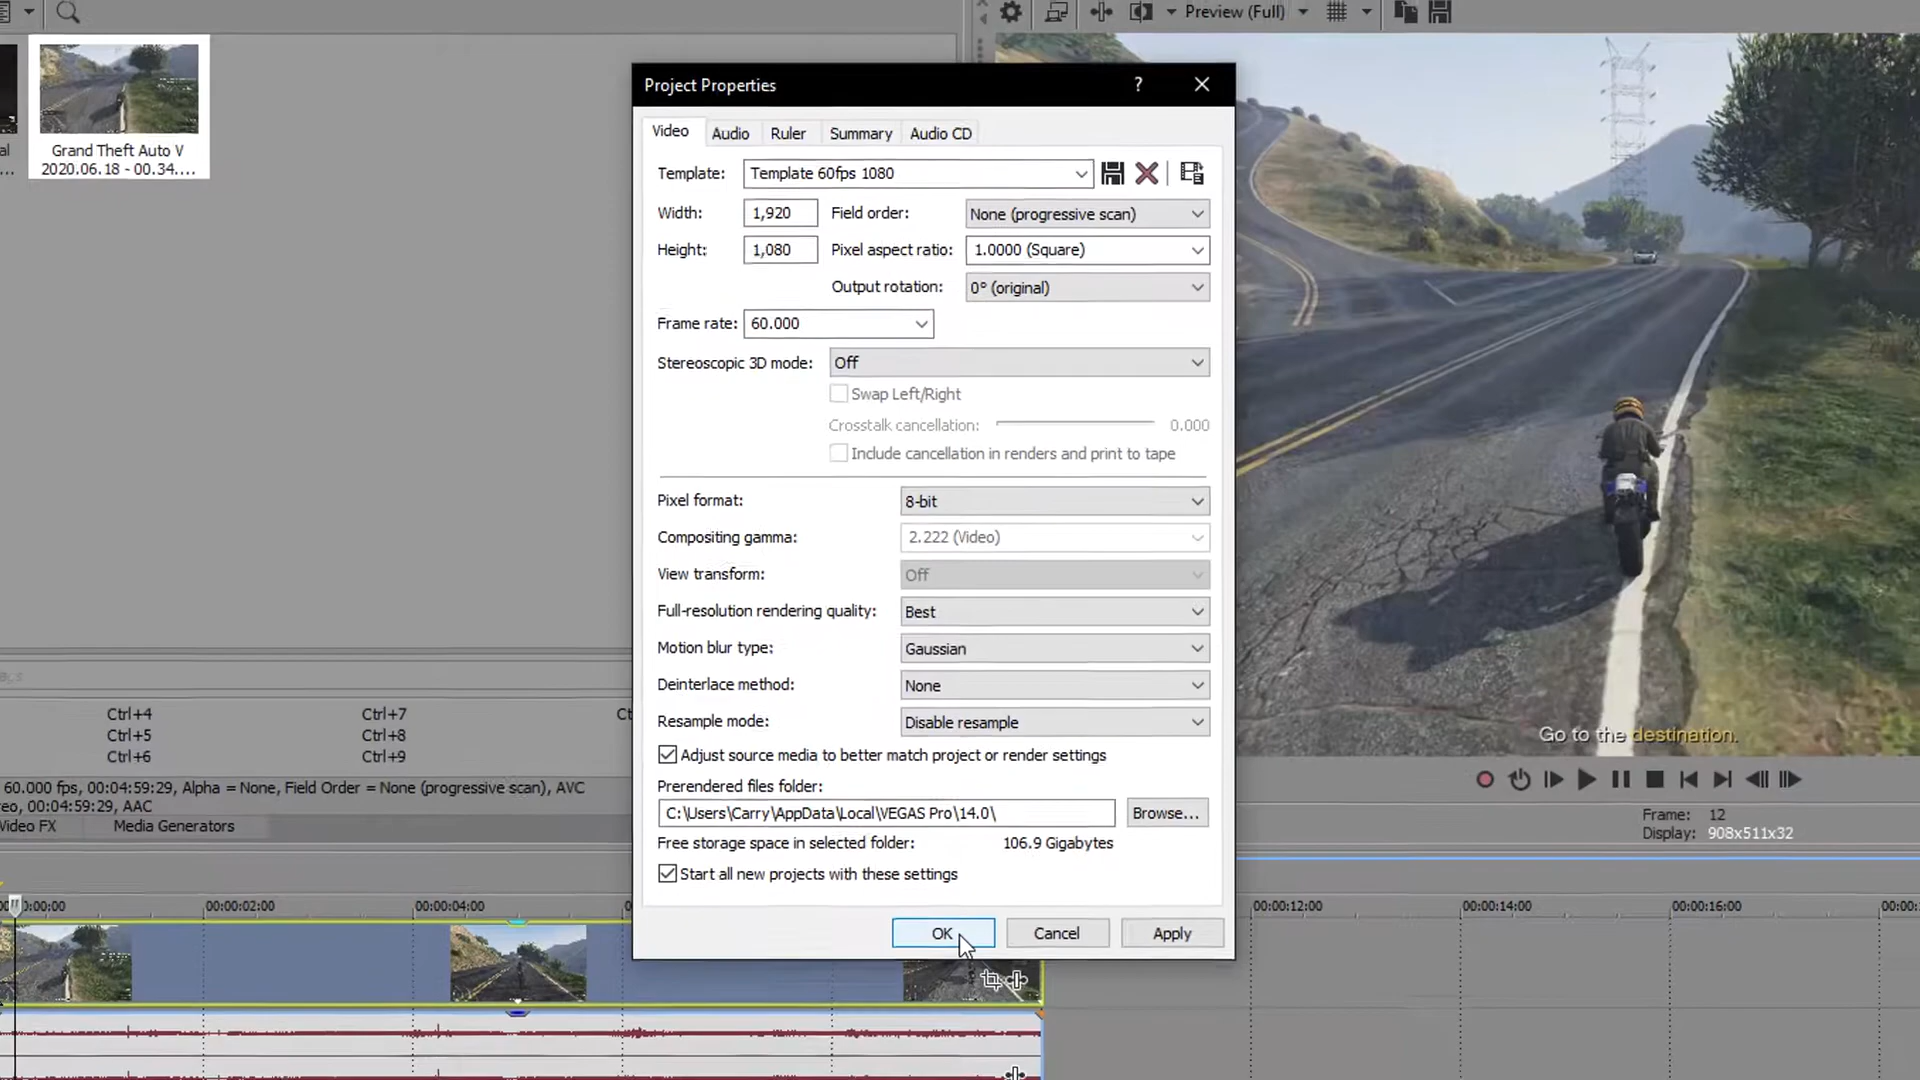 Preview (Full)
Grand Theft Auto V
2020.06.18 - 00.34....
al
...
Project Properties
?
Video
Audio
Ruler
Summary
Audio CD
Template:
Template 60fps 1080
Width:
1,920
Field order:
None (progressive scan)
Height:
1,080
Pixel aspect ratio:
1.0000 (Square)
Output rotation:
0° (original)
Frame rate:
60.000
Stereoscopic 3D mode:
Off
Swap Left/Right
Crosstalk cancellation:
0.000
Include cancellation in renders and print to tape
Pixel format:
8-bit
Compositing gamma:
2.222 (Video)
View transform:
Off
Full-resolution rendering quality:
Best
Motion blur type:
Gaussian
Deinterlace method:
None
Resample mode:
Disable resample
Adjust source media to better match project or render settings
Prerendered files folder:
C:\Users\Carry\AppData\Local\VEGAS Pro\14.0\
Browse...
Free storage space in selected folder:
106.9 Gigabytes
Start all new projects with these settings
OK
Cancel
Apply
Ctrl+4
Ctrl+7
Ct
Ctrl+5
Ctrl+8
Ctrl+6
Ctrl+9
60.000 fps, 00:04:59:29, Alpha = None, Field Order = None (progressive scan), AVC
reo, 00:04:59:29, AAC
Video FX
Media Generators
Go to the destination.
Frame: 12
Display: 908x511x32
0:00:00
00:00:02:00
00:00:04:00
00:00:12:00
00:00:14:00
00:00:16:00
00:00: